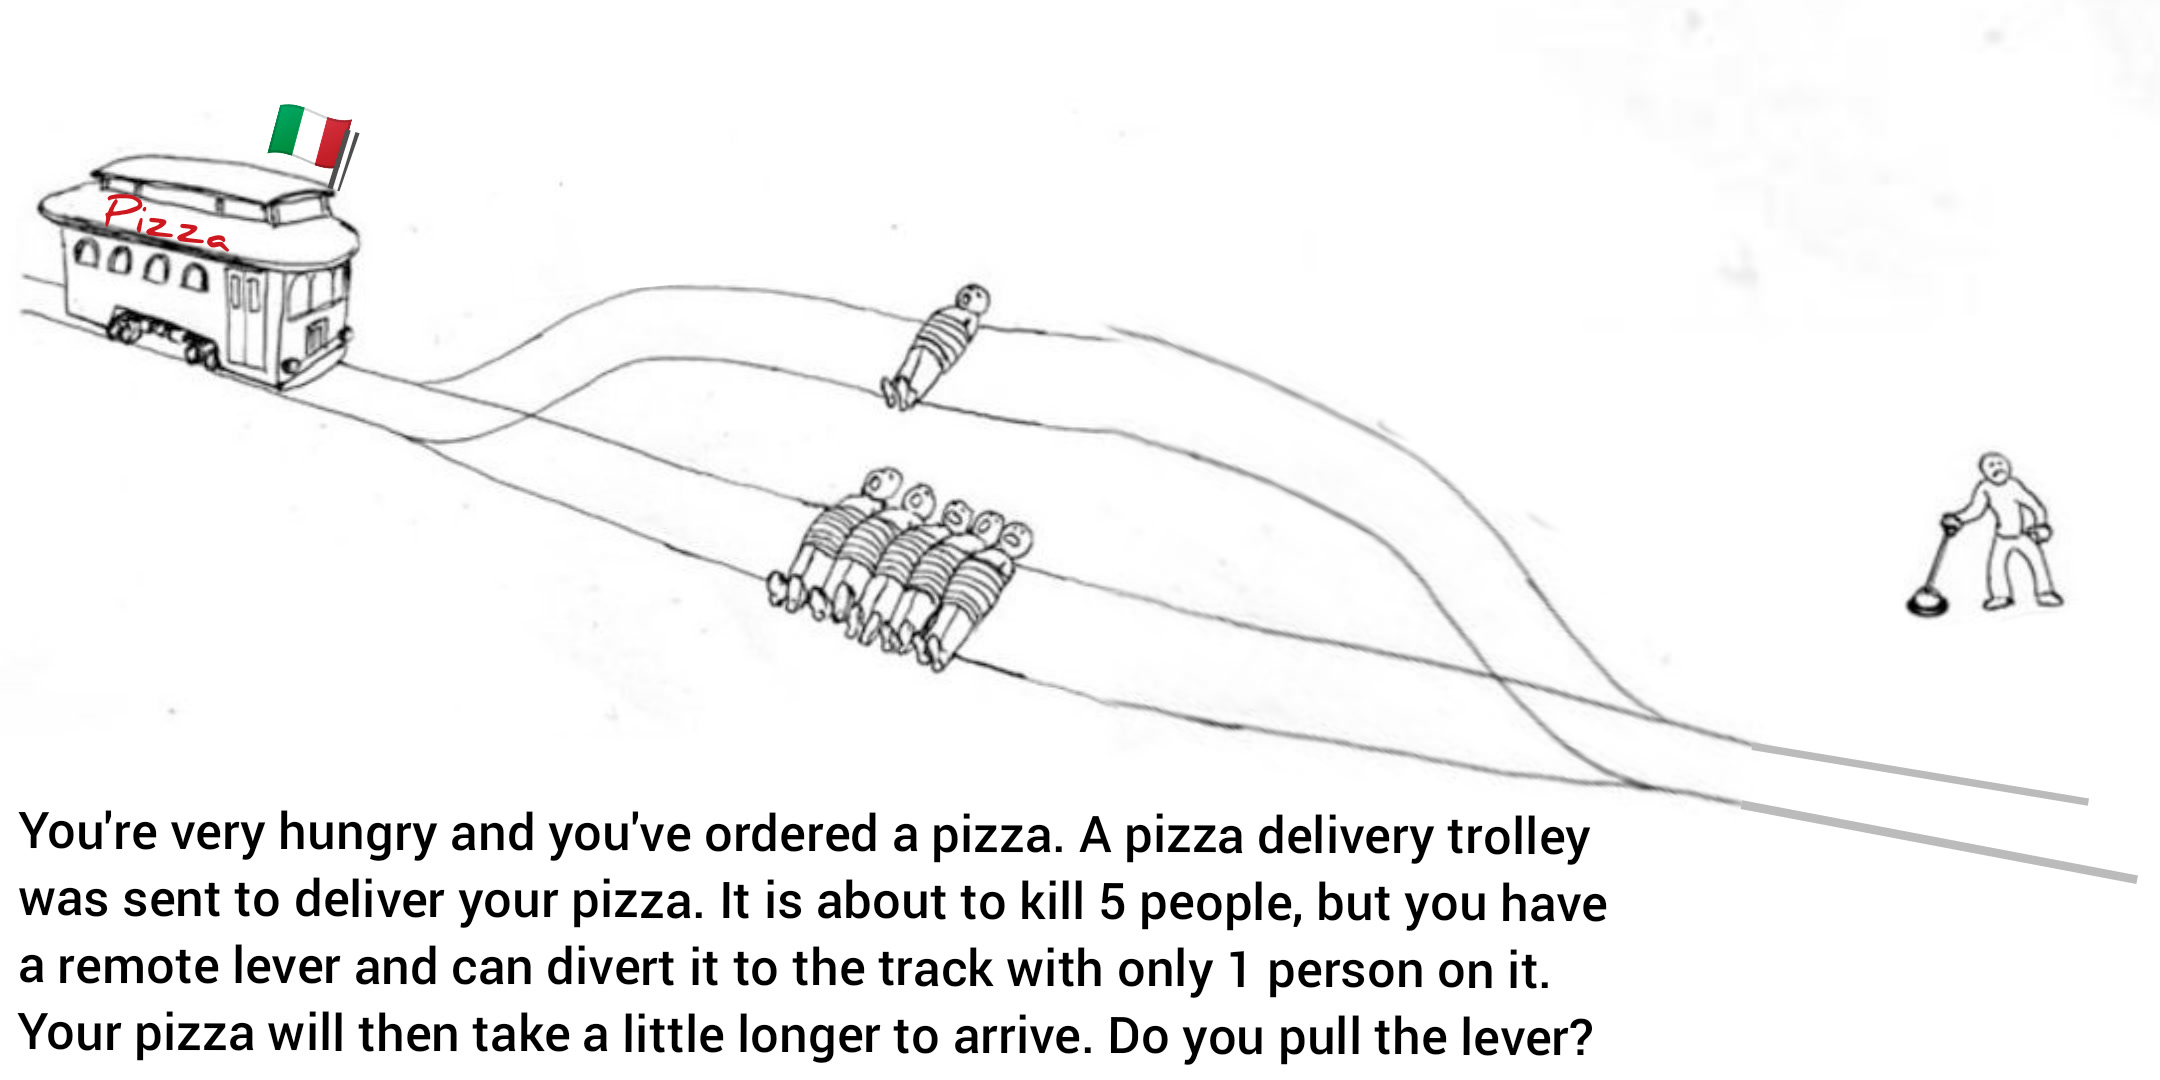 Pizza
You're very hungry and you've ordered a pizza. A pizza delivery trolley
was sent to deliver your pizza. It is about to kill 5 people, but you have
a remote lever and can divert it to the track with only 1 person on it.
Your pizza will then take a little longer to arrive. Do you pull the lever?